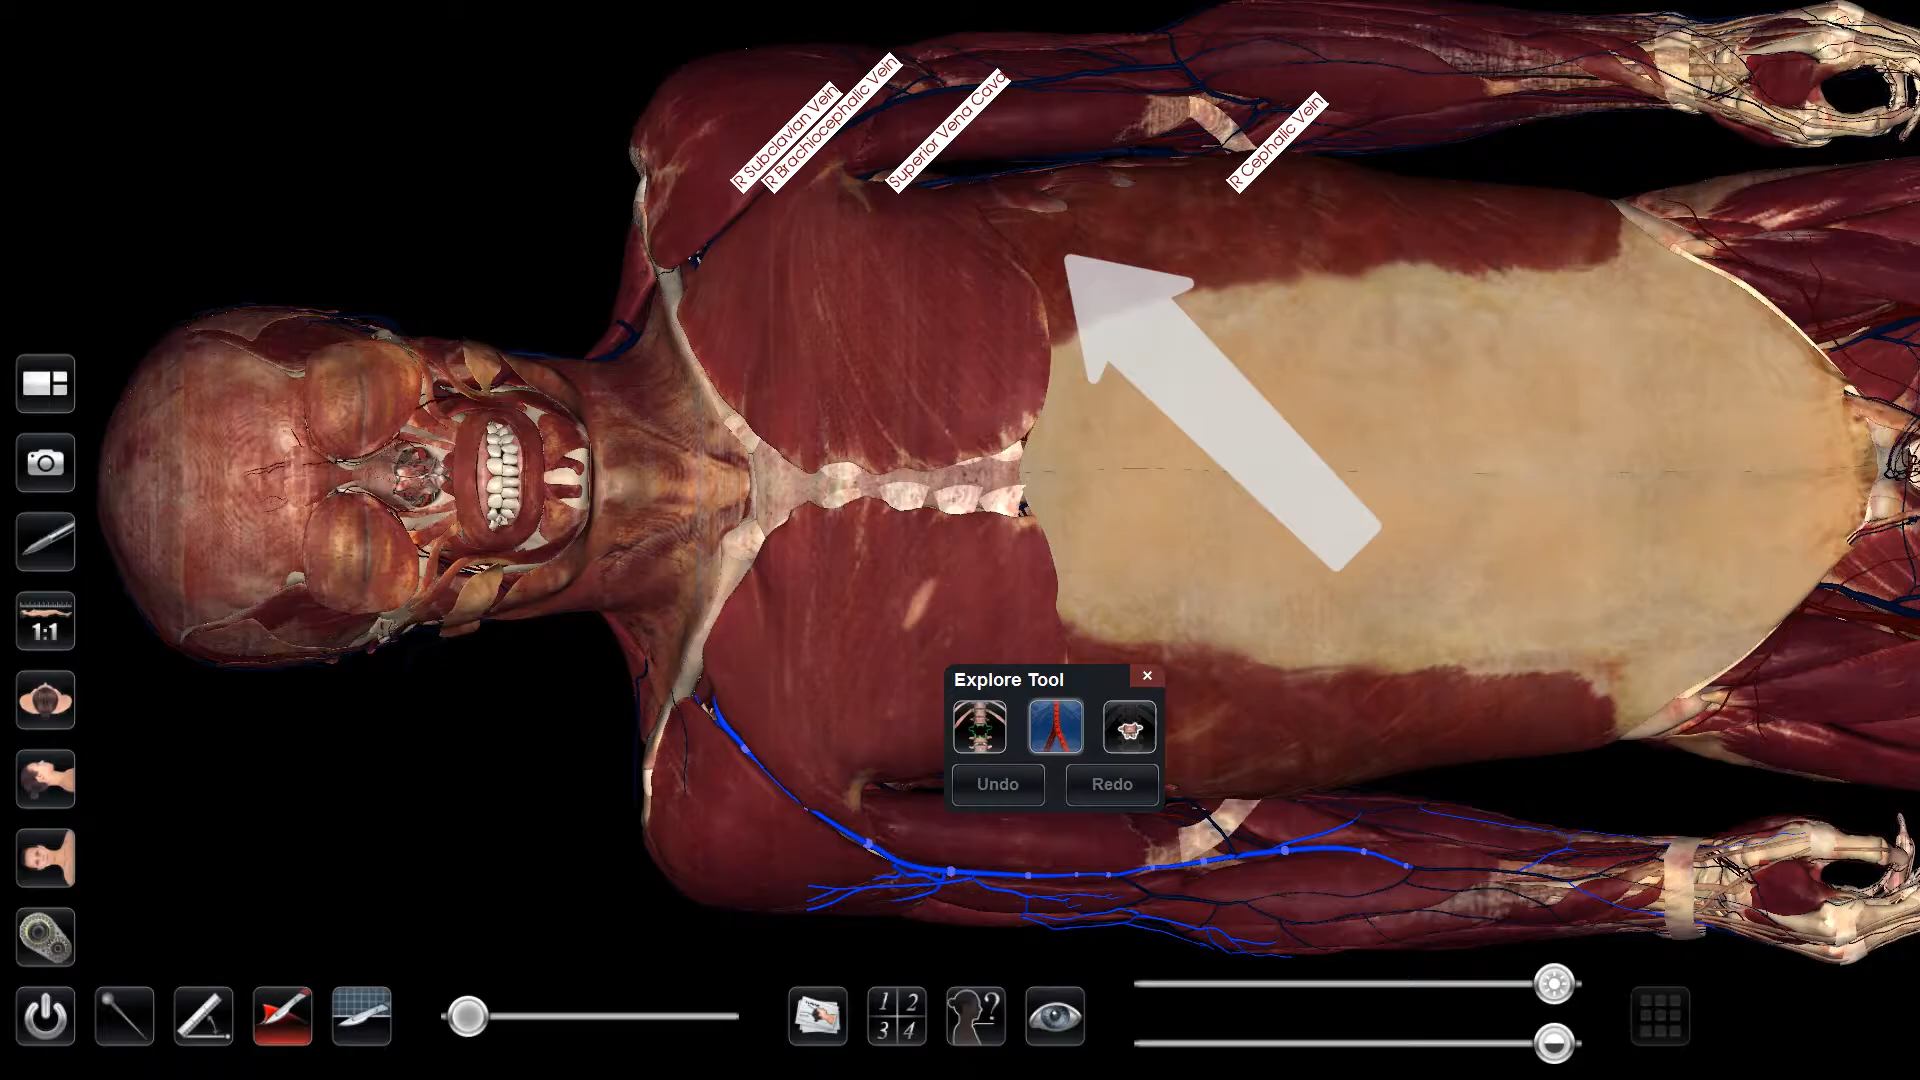 R Subclavian Vein
R Brachiocephalic Vein
Superior Vena Cava
R Cephalic Vein
Explore Tool
Undo
Redo
1:1
1 2
3 4
?